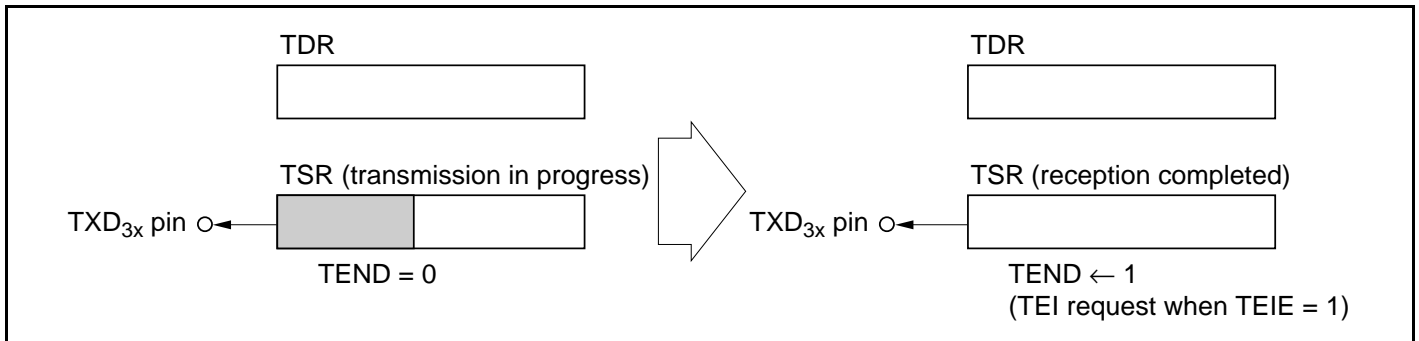 TDR
TSR (transmission in progress)
TXD3x pin
TEND = 0
TDR
TSR (reception completed)
TXD3x pin
TEND ← 1
(TEI request when TEIE = 1)